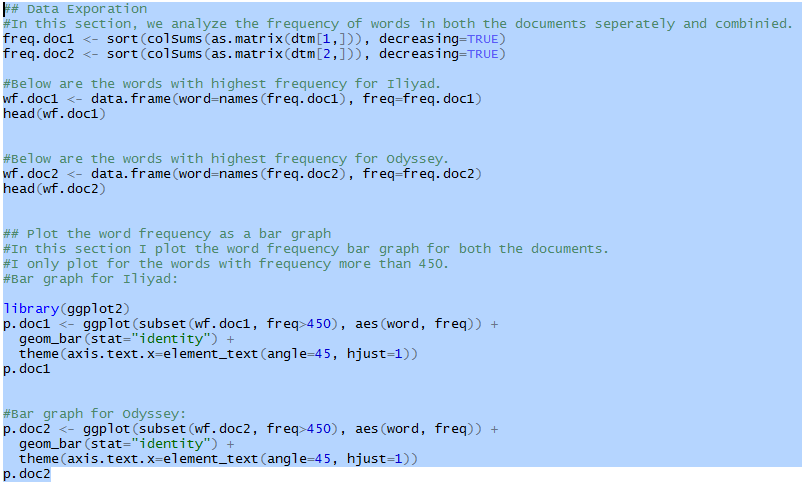 ## Data Exporation
#In this section, we analyze the frequency of words in both the documents seperately and combinied.
freq.doc1 <- sort(colSums(as.matrix(dtm[1,])), decreasing=TRUE)
freq.doc2 <- sort(colSums(as.matrix(dtm[2,])), decreasing=TRUE)
#Below are the words with highest frequency for Iliyad.
wf.doc1 <- data.frame(word=names(freq.doc1), freq=freq.doc1)
head(wf.doc1)
#Below are the words with highest frequency for Odyssey.
wf.doc2 <- data.frame(word=names(freq.doc2), freq=freq.doc2)
head(wf.doc2)
## Plot the word frequency as a bar graph
#In this section I plot the word frequency bar graph for both the documents.
#I only plot for the words with frequency more than 450.
#Bar graph for Iliyad:
library(ggplot2)
p.doc1 <- ggplot(subset(wf.doc1, freq>450), aes(word, freq)) +
  geom_bar(stat="identity") +
  theme(axis.text.x=element_text(angle=45, hjust=1))
p.doc1
#Bar graph for Odyssey:
p.doc2 <- ggplot(subset(wf.doc2, freq>450), aes(word, freq)) +
  geom_bar(stat="identity") +
  theme(axis.text.x=element_text(angle=45, hjust=1))
p.doc2